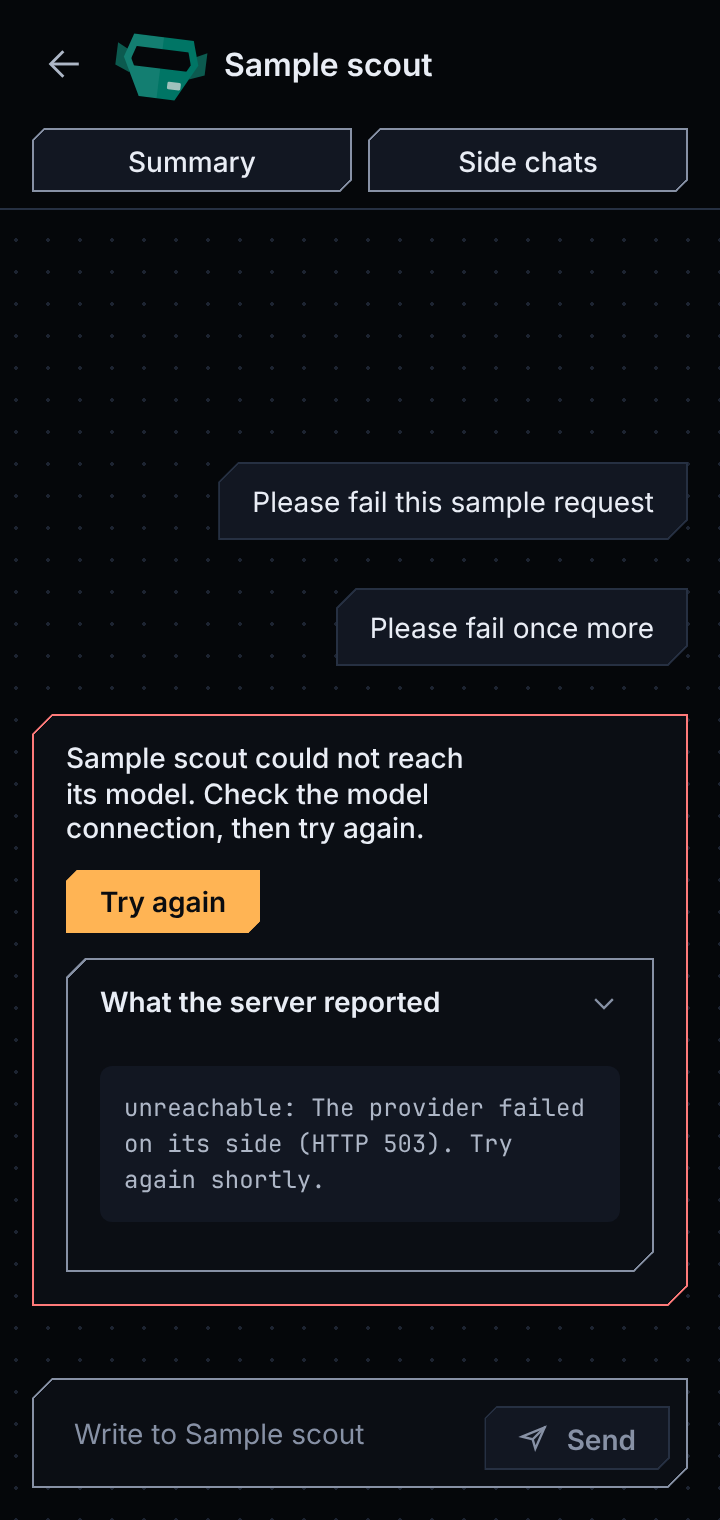 Sample scout
Summary
Side chats
Please fail this sample request
Please fail once more
Sample scout could not reach
its model. Check the model
connection, then try again.
Try again
What the server reported
unreachable: The provider failed
on its side (HTTP 503). Try
again shortly.
Write to Sample scout
Send